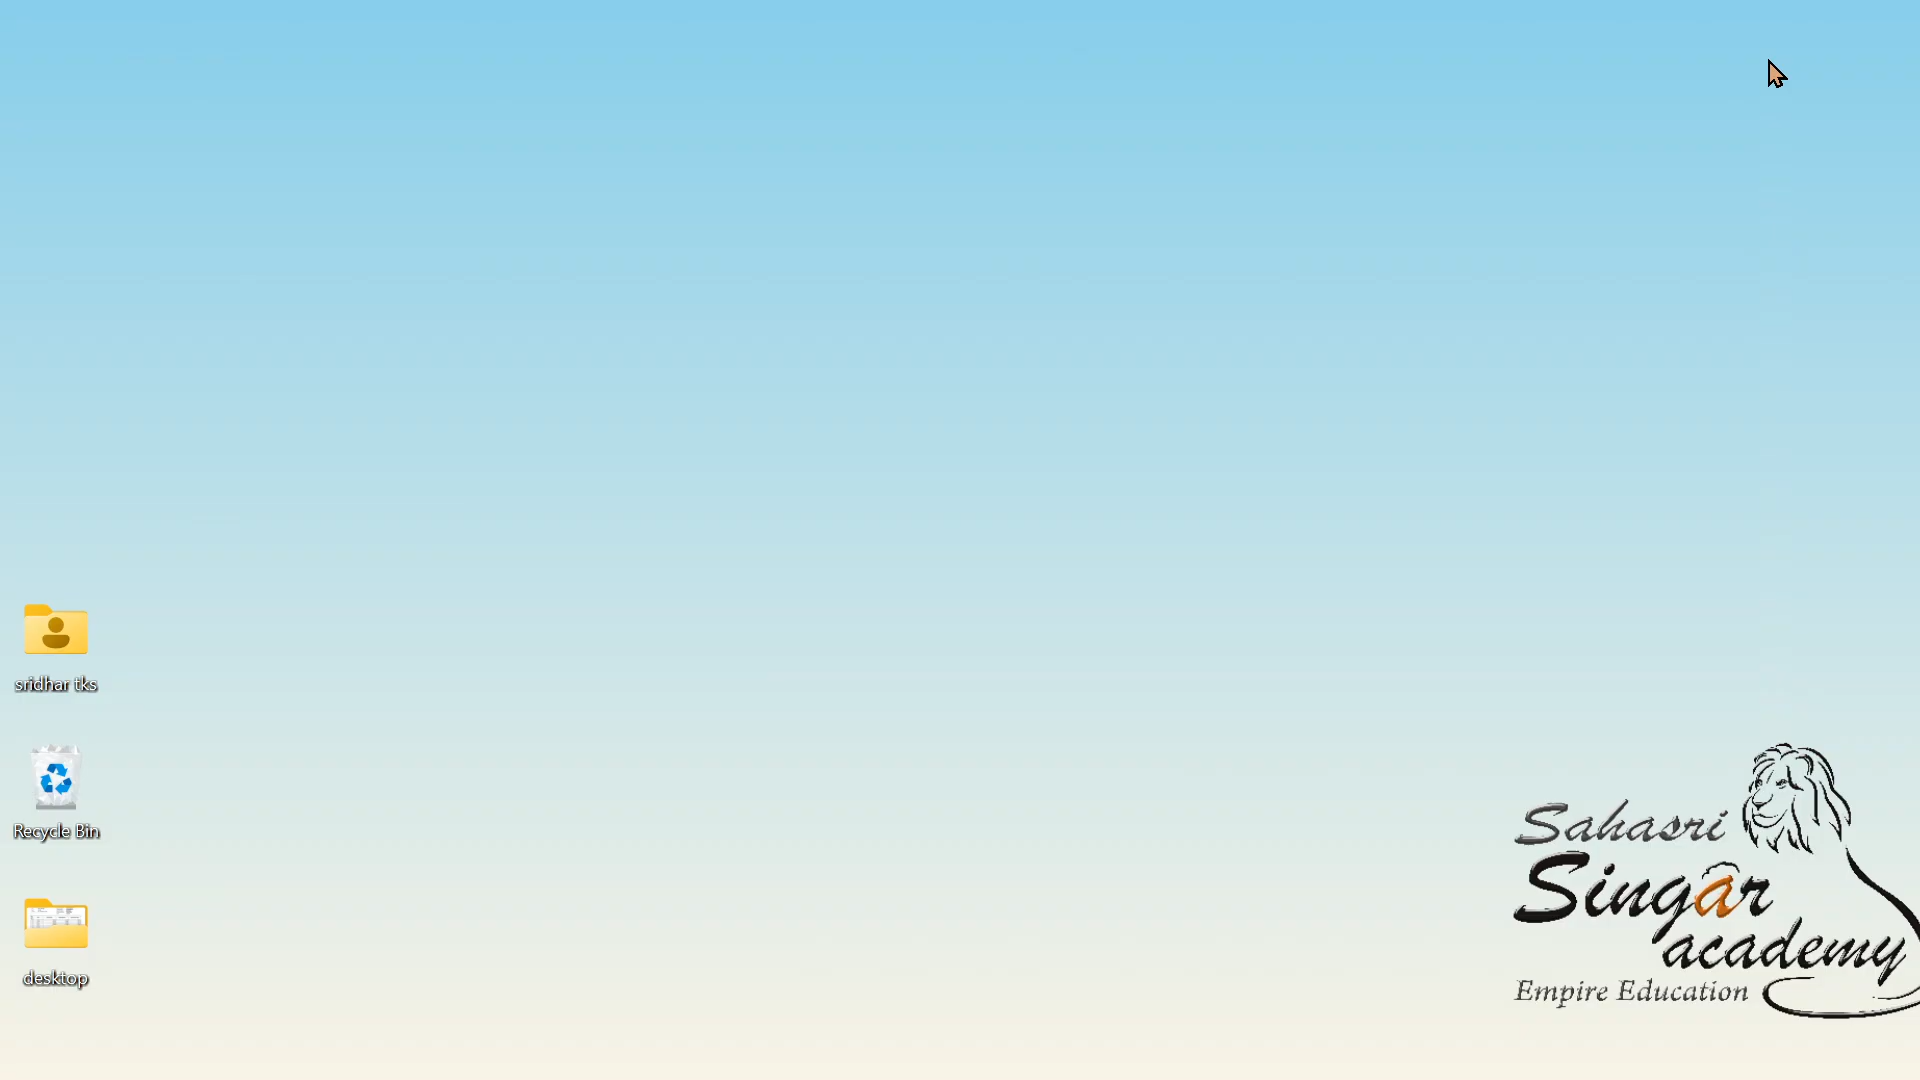 sridhar tks
Recycle Bin
desktop
Sahasri
Singar
academy
Empire Education